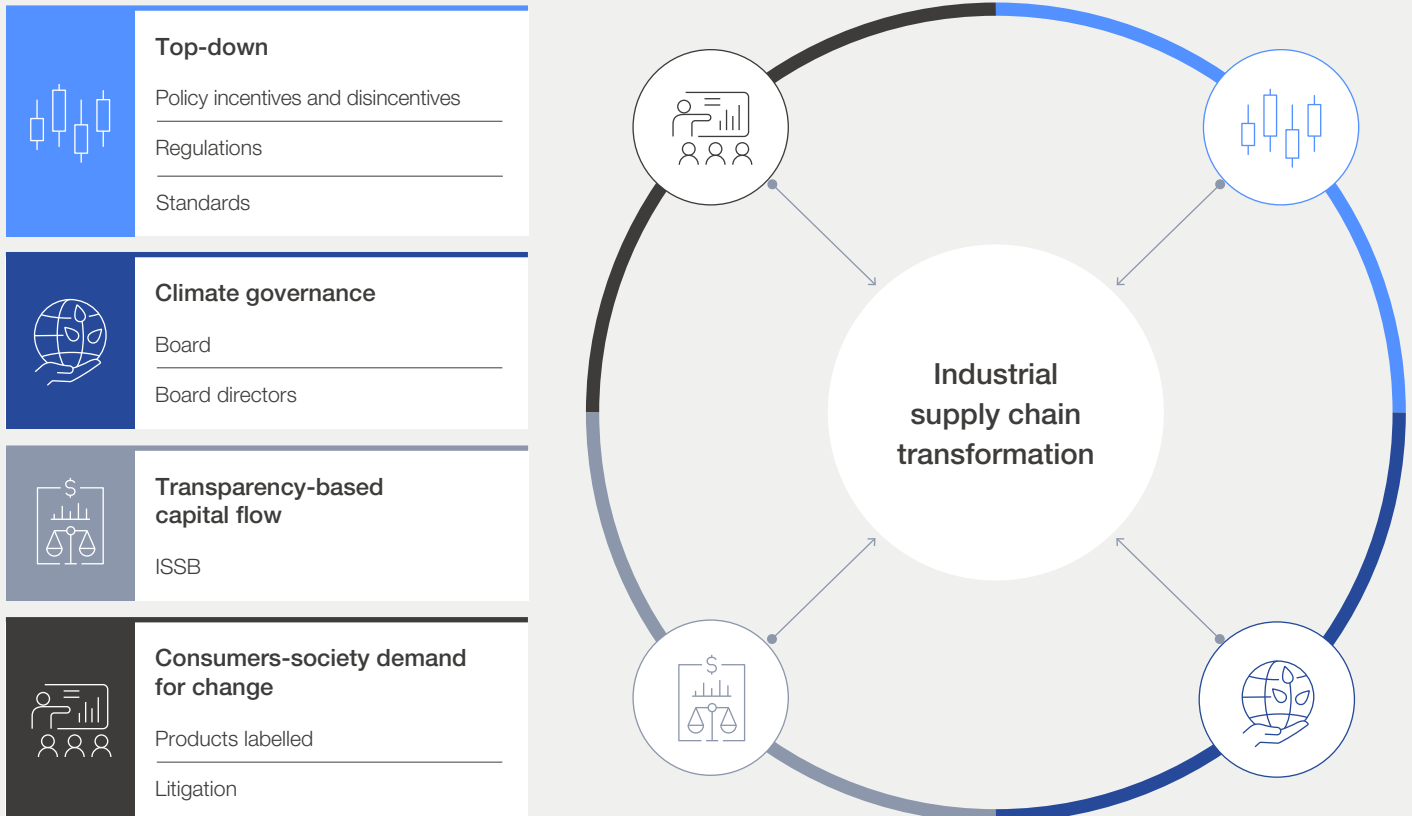 Top-down
Policy incentives and disincentives
Regulations
Standards
Climate governance
Board
Board directors
Transparency-based
capital flow
$
ISSB
Consumers-society demand
for change
Products labelled
Litigation
Industrial
supply chain
transformation
$